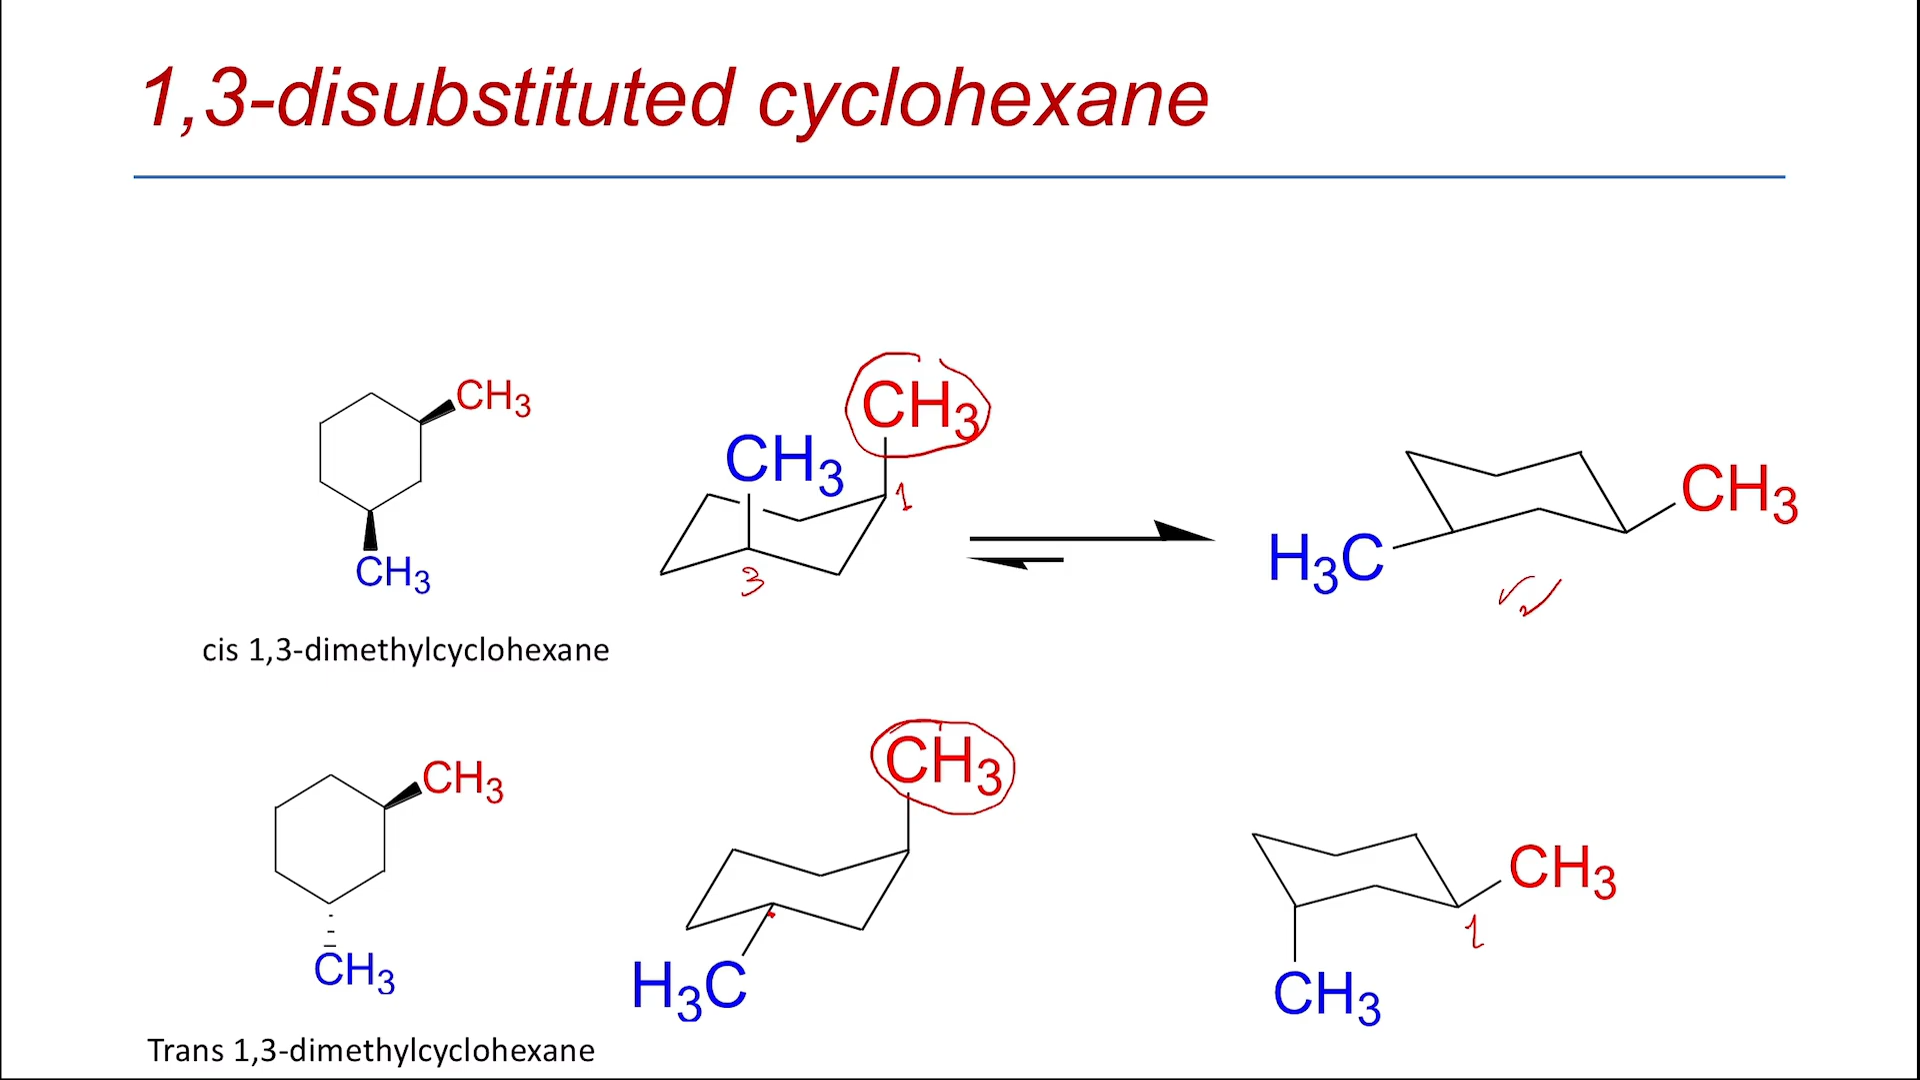 1,3-disubstituted cyclohexane
CH3
CH3
cis 1,3-dimethylcyclohexane
CH3
CH3
1
3
CH3
H3C
CH3
CH3
Trans 1,3-dimethylcyclohexane
CH3
H3C
CH3
1
CH3